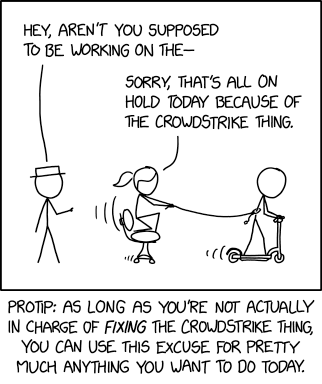 HEY, AREN'T YOU SUPPOSED
TO BE WORKING ON THE—
SORRY, THAT'S ALL ON
HOLD TODAY BECAUSE OF
THE CROWDSTRIKE THING.
PROTIP: AS LONG AS YOU'RE NOT ACTUALLY
IN CHARGE OF FIXING THE CROWDSTRIKE THING,
YOU CAN USE THIS EXCUSE FOR PRETTY
MUCH ANYTHING YOU WANT TO DO TODAY.